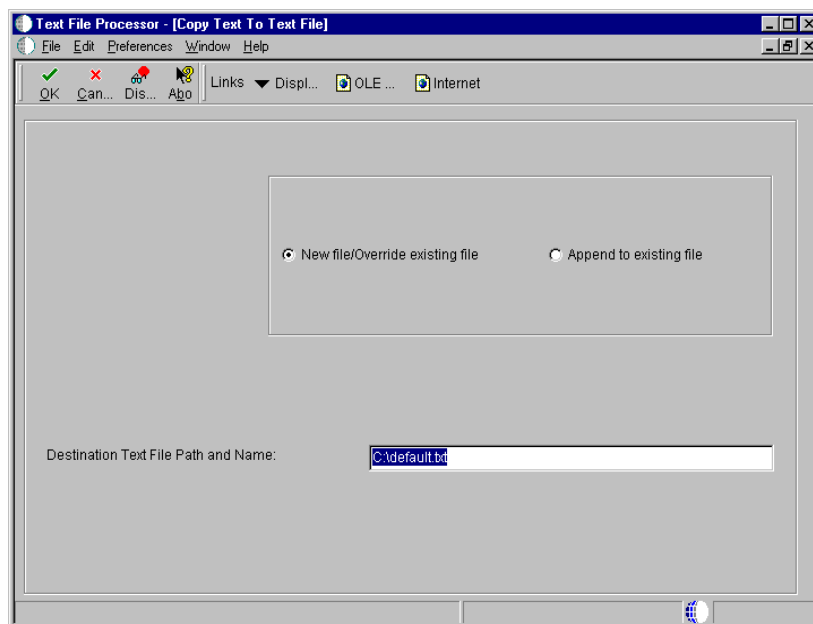 Text File Processor - [Copy Text To Text File]
File Edit Preferences Window Help
OK Can... Dis... Abo Links Displ... OLE ... Internet
New file/Override existing file Append to existing file
Destination Text File Path and Name: C:\default.txt